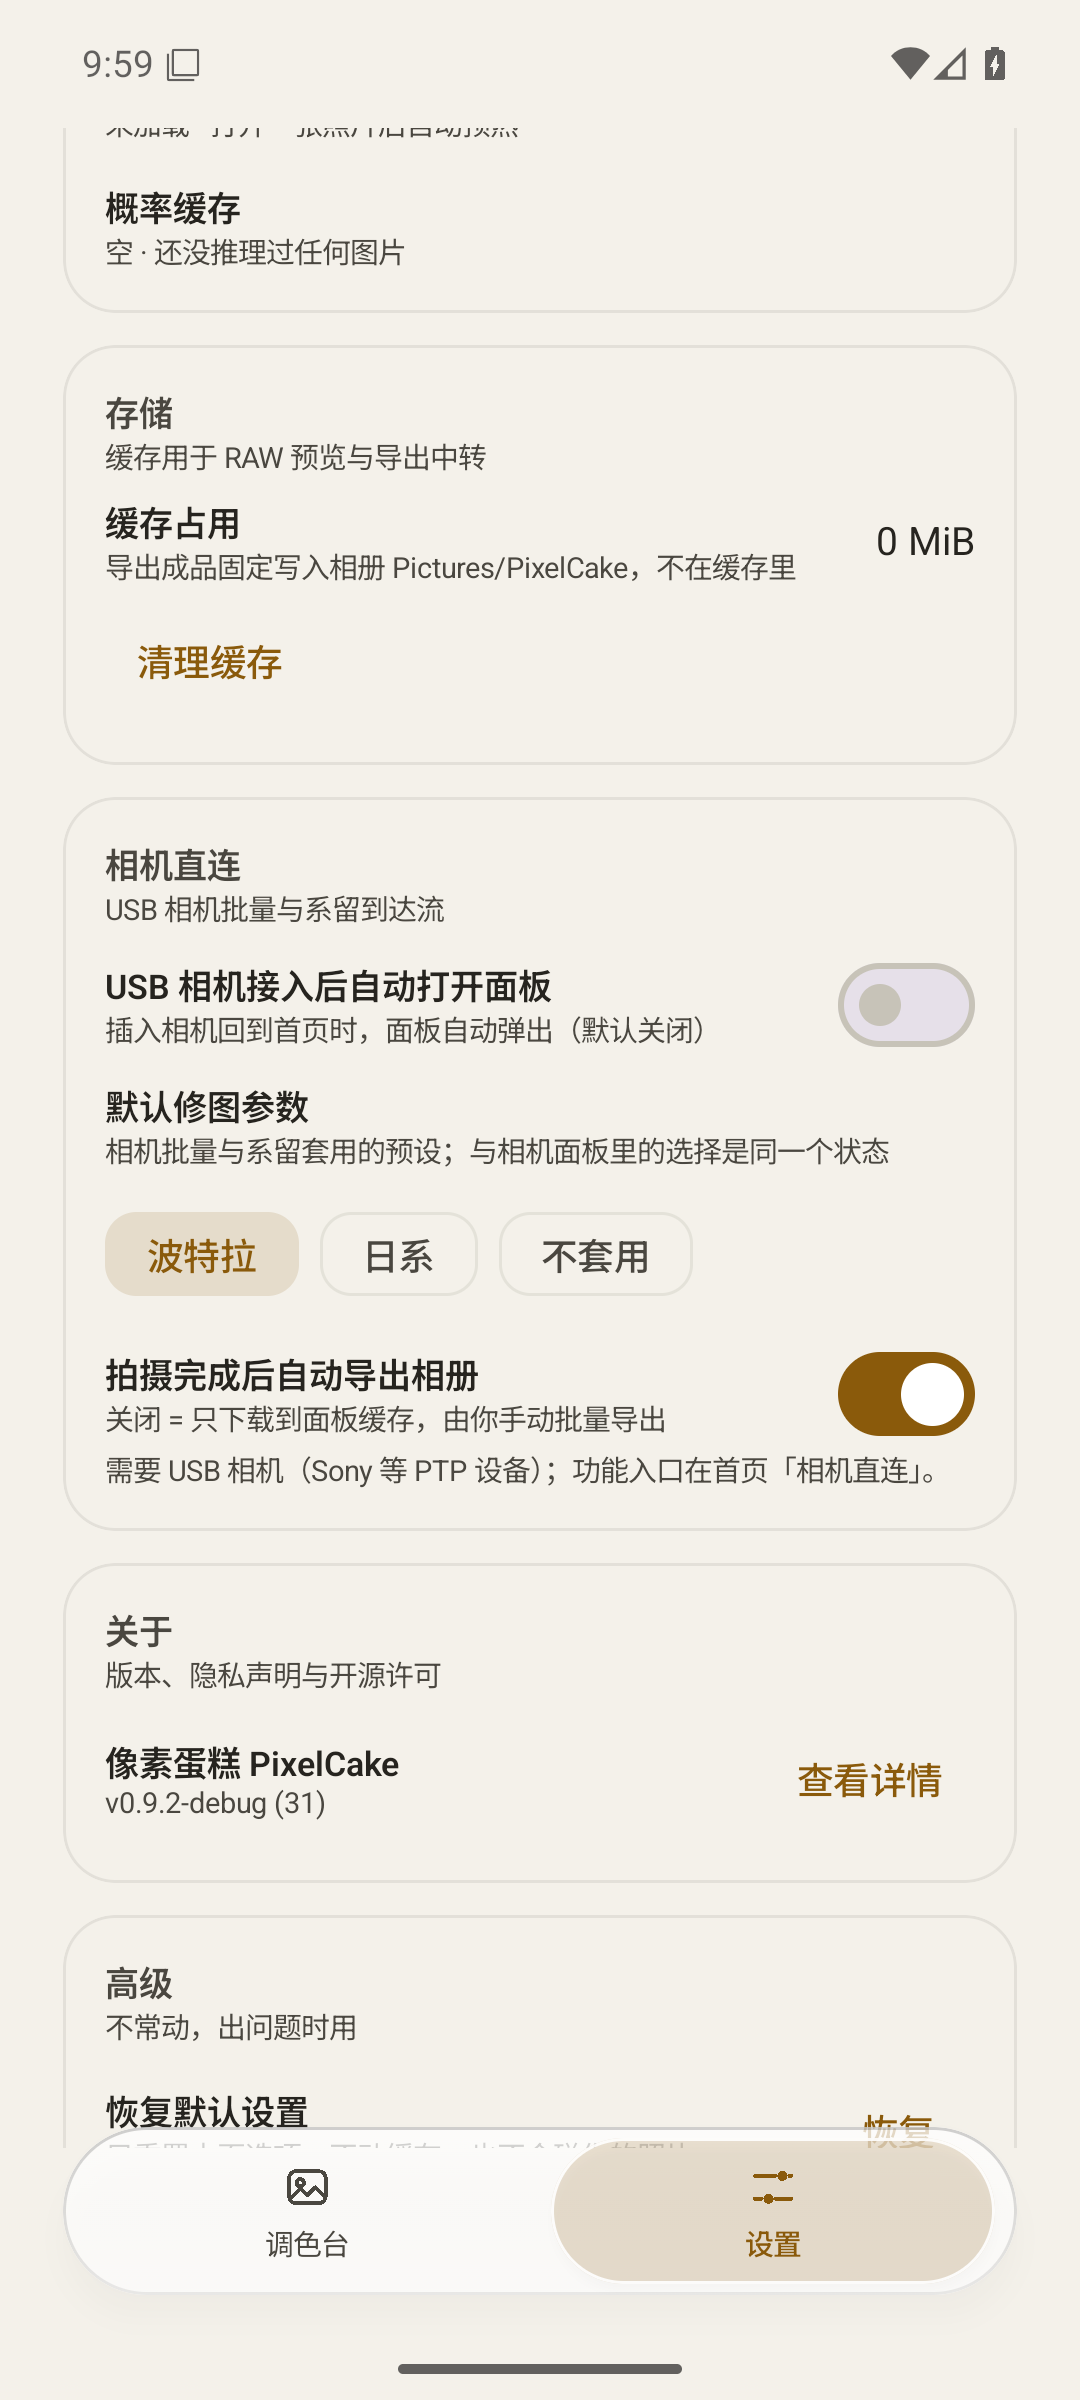 9:59
概率缓存
空 · 还没推理过任何图片
存储
缓存用于 RAW 预览与导出中转
缓存占用
导出成品固定写入相册 Pictures/PixelCake，不在缓存里
0 MiB
清理缓存
相机直连
USB 相机批量与系留到达流
USB 相机接入后自动打开面板
插入相机回到首页时，面板自动弹出（默认关闭）
默认修图参数
相机批量与系留套用的预设；与相机面板里的选择是同一个状态
波特拉
日系
不套用
拍摄完成后自动导出相册
关闭 = 只下载到面板缓存，由你手动批量导出
需要 USB 相机（Sony 等 PTP 设备）；功能入口在首页「相机直连」。
关于
版本、隐私声明与开源许可
像素蛋糕 PixelCake
v0.9.2-debug (31)
查看详情
高级
不常动，出问题时用
恢复默认设置
恢复
调色台
设置